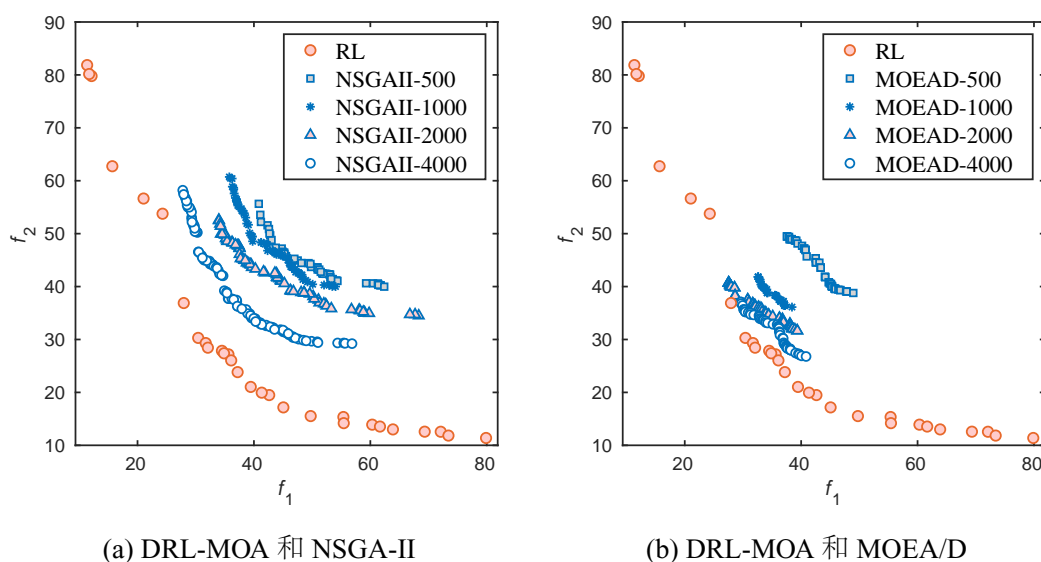 90
80
70
60
50
40
30
20
10
20
40
60
80
f2
f1
RL
NSGAII-500
NSGAII-1000
NSGAII-2000
NSGAII-4000
(a) DRL-MOA 和 NSGA-II
90
80
70
60
50
40
30
20
10
20
40
60
80
f2
f1
RL
MOEAD-500
MOEAD-1000
MOEAD-2000
MOEAD-4000
(b) DRL-MOA 和 MOEA/D